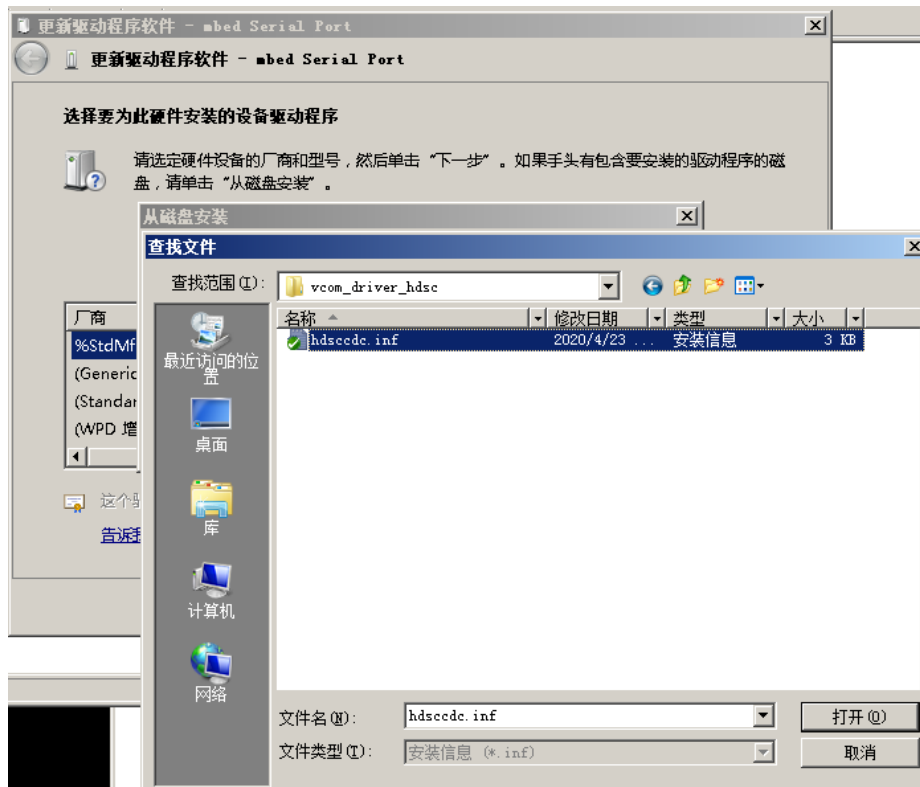 更新驱动程序软件 - mbed Serial Port
更新驱动程序软件 - mbed Serial Port
选择要为此硬件安装的设备驱动程序
请选定硬件设备的厂商和型号，然后单击“下一步”。如果手头有包含要安装的驱动程序的磁
盘，请单击“从磁盘安装”。
从磁盘安装
查找文件
查找范围(I):
vcom_driver_hdsc
名称 修改日期 类型 大小
hdsccdc.inf 2020/4/23 ... 安装信息 3 KB
最近访问的位
置
桌面
库
计算机
网络
厂商
%StdMf
(Generic
(Standar
(WPD 增
这个
告诉
文件名(N):
hdsccdc.inf
打开(O)
文件类型(T):
安装信息 (*.inf)
取消